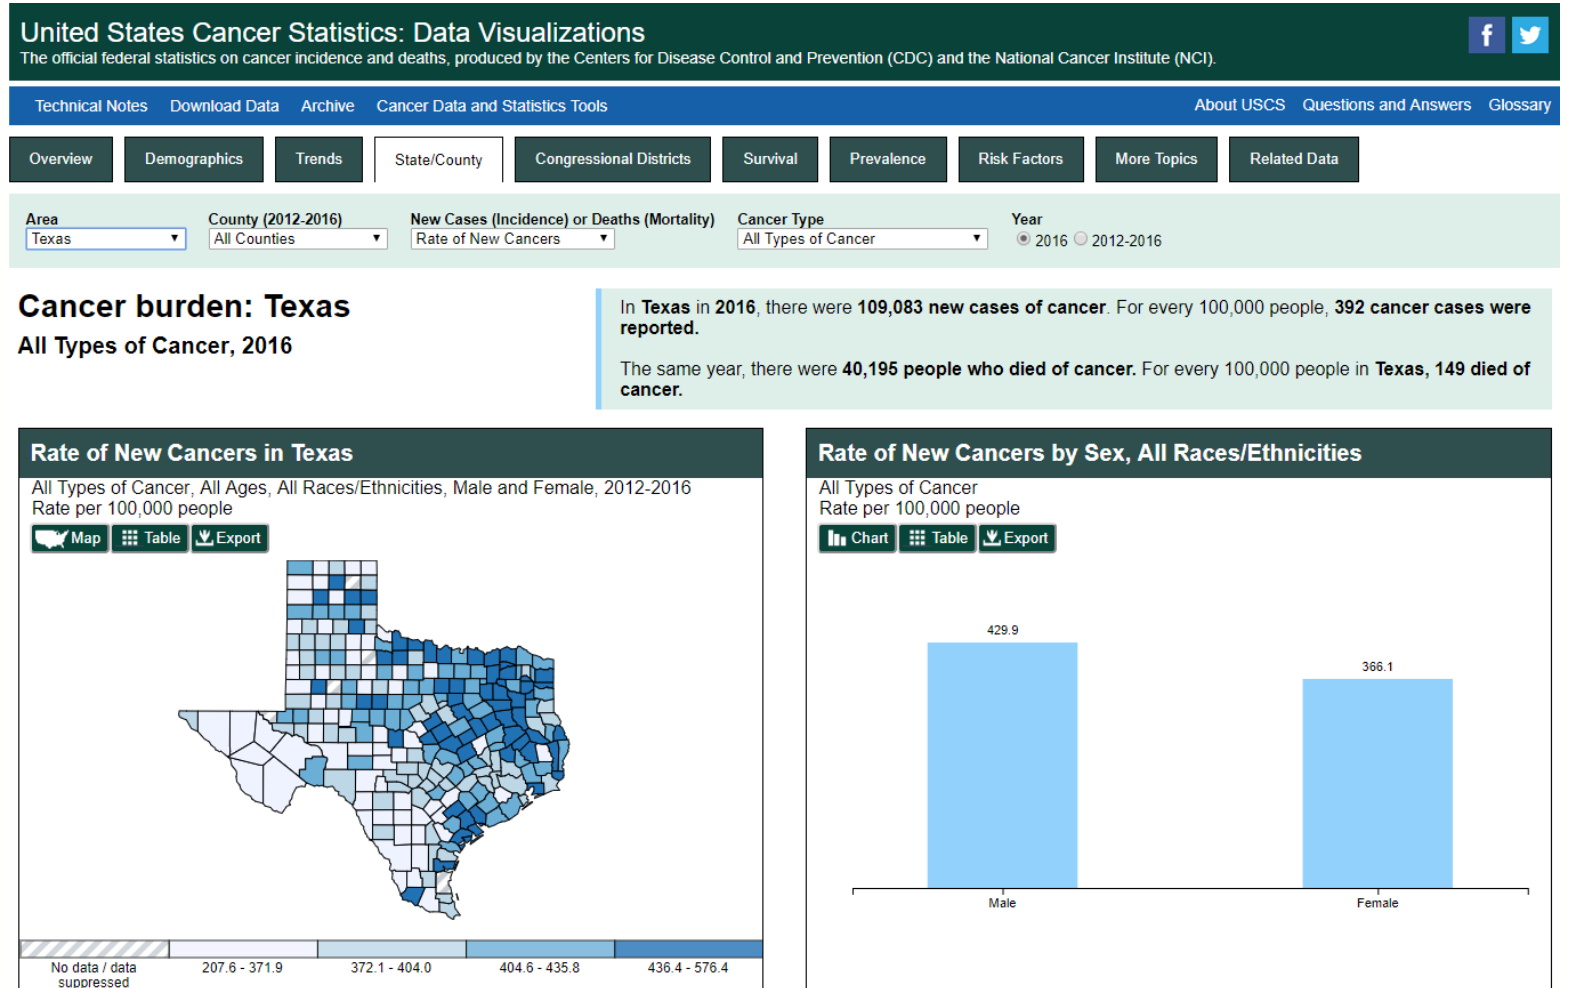 United States Cancer Statistics: Data Visualizations
The official federal statistics on cancer incidence and deaths, produced by the Centers for Disease Control and Prevention (CDC) and the National Cancer Institute (NCI).
f
Technical Notes Download Data Archive Cancer Data and Statistics Tools About USCS Questions and Answers Glossary
Overview Demographics Trends State/County Congressional Districts Survival Prevalence Risk Factors More Topics Related Data
Area County (2012-2016) New Cases (Incidence) or Deaths (Mortality) Cancer Type Year
Texas All Counties Rate of New Cancers All Types of Cancer 2016 2012-2016
Cancer burden: Texas
All Types of Cancer, 2016
In Texas in 2016, there were 109,083 new cases of cancer. For every 100,000 people, 392 cancer cases were
reported.
The same year, there were 40,195 people who died of cancer. For every 100,000 people in Texas, 149 died of
cancer.
Rate of New Cancers in Texas
All Types of Cancer, All Ages, All Races/Ethnicities, Male and Female, 2012-2016
Rate per 100,000 people
Map Table Export
No data / data
suppressed
207.6 - 371.9
372.1 - 404.0
404.6 - 435.8
436.4 - 576.4
Rate of New Cancers by Sex, All Races/Ethnicities
All Types of Cancer
Rate per 100,000 people
Chart Table Export
429.9
366.1
Male
Female